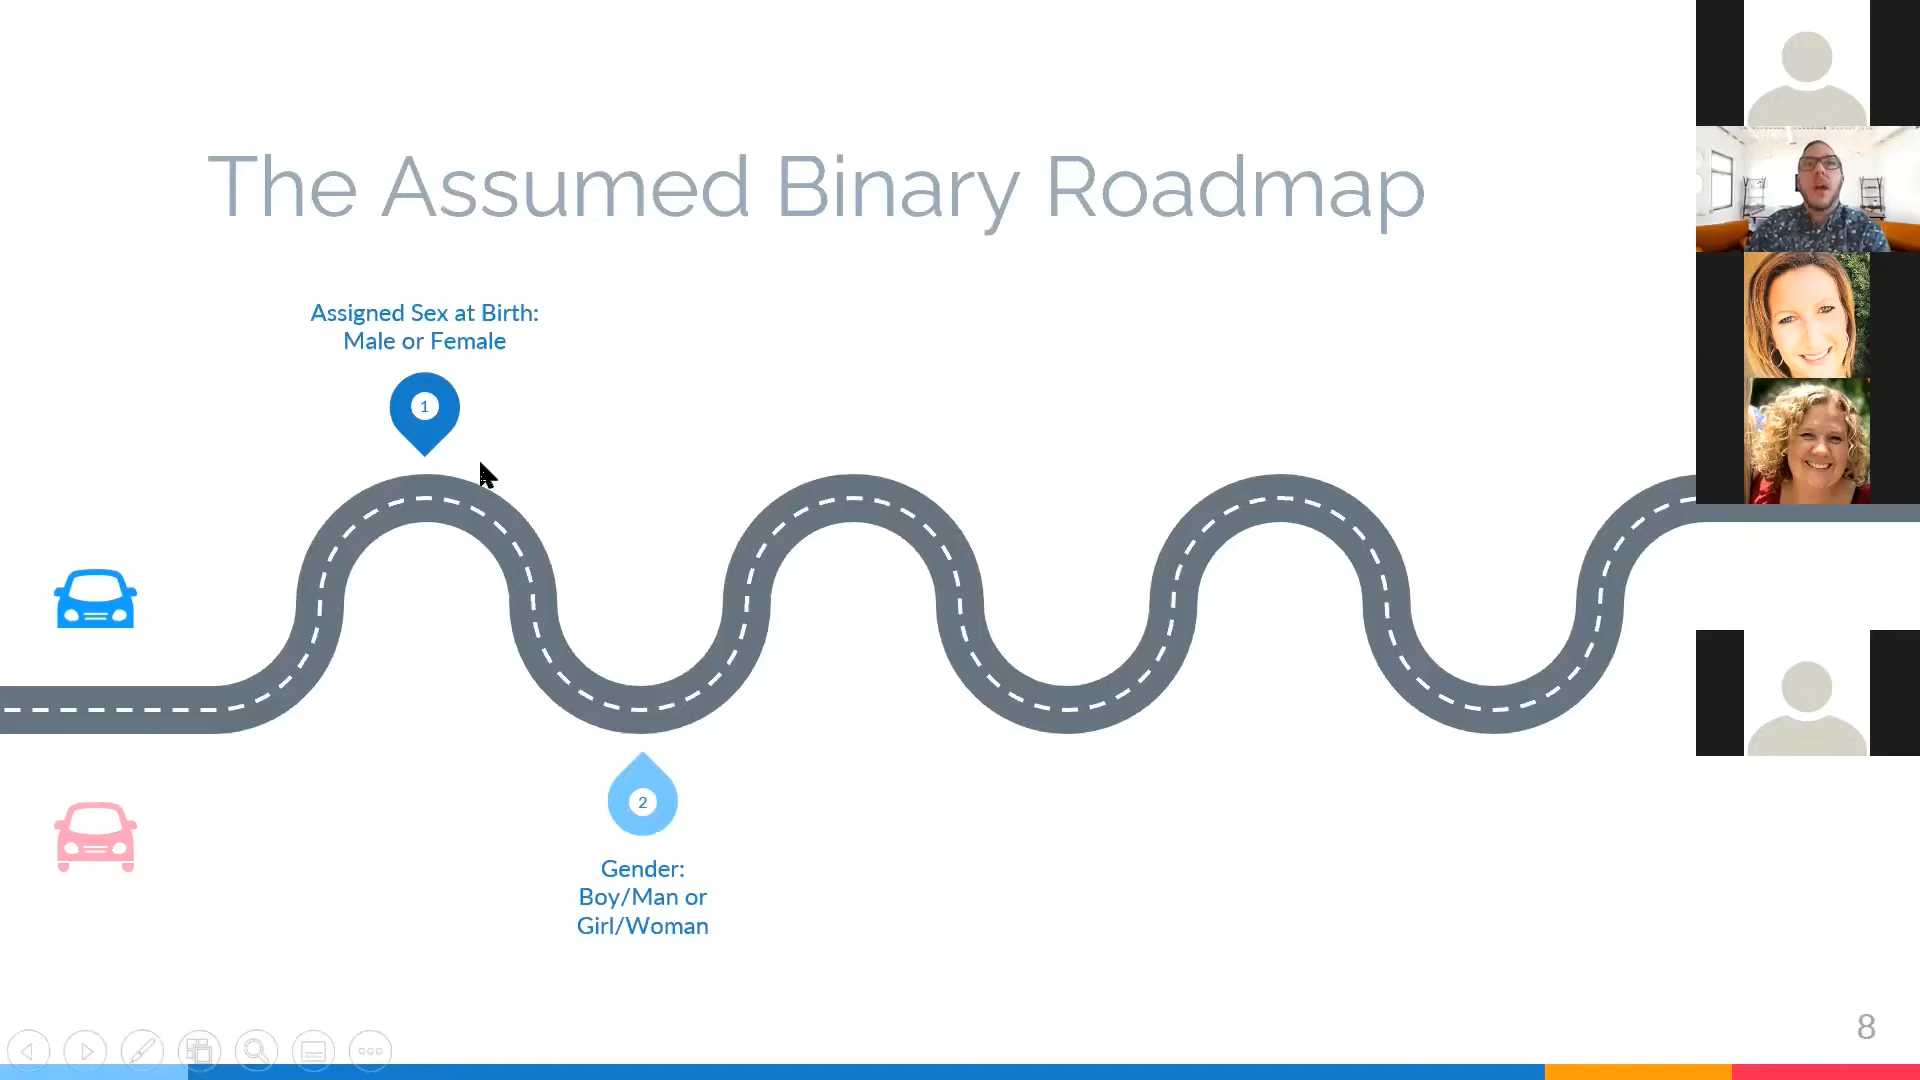 The Assumed Binary Roadmap
Assigned Sex at Birth:
Male or Female
1
2
Gender:
Boy/Man or
Girl/Woman
8